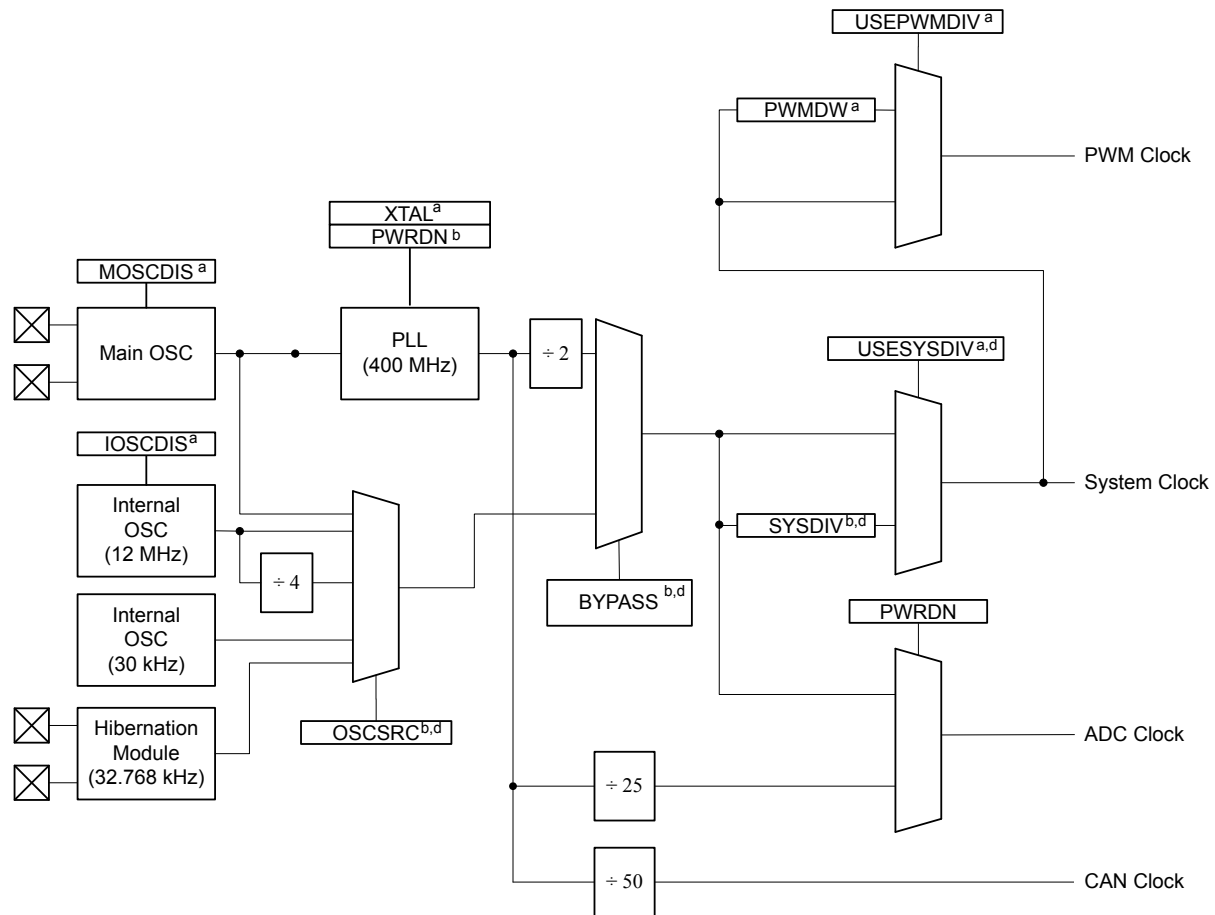 USEPWMDIV a
PWMDW a
PWM Clock
XTAL a
PWRDN b
MOSCDIS a
Main OSC
PLL
(400 MHz)
÷ 2
USESYSDIV a,d
IOSCDIS a
Internal
OSC
(12 MHz)
÷ 4
System Clock
SYSDIV b,d
BYPASS b,d
Internal
OSC
(30 kHz)
PWRDN
OSCSRC b,d
Hibernation
Module
(32.768 kHz)
ADC Clock
÷ 25
÷ 50
CAN Clock